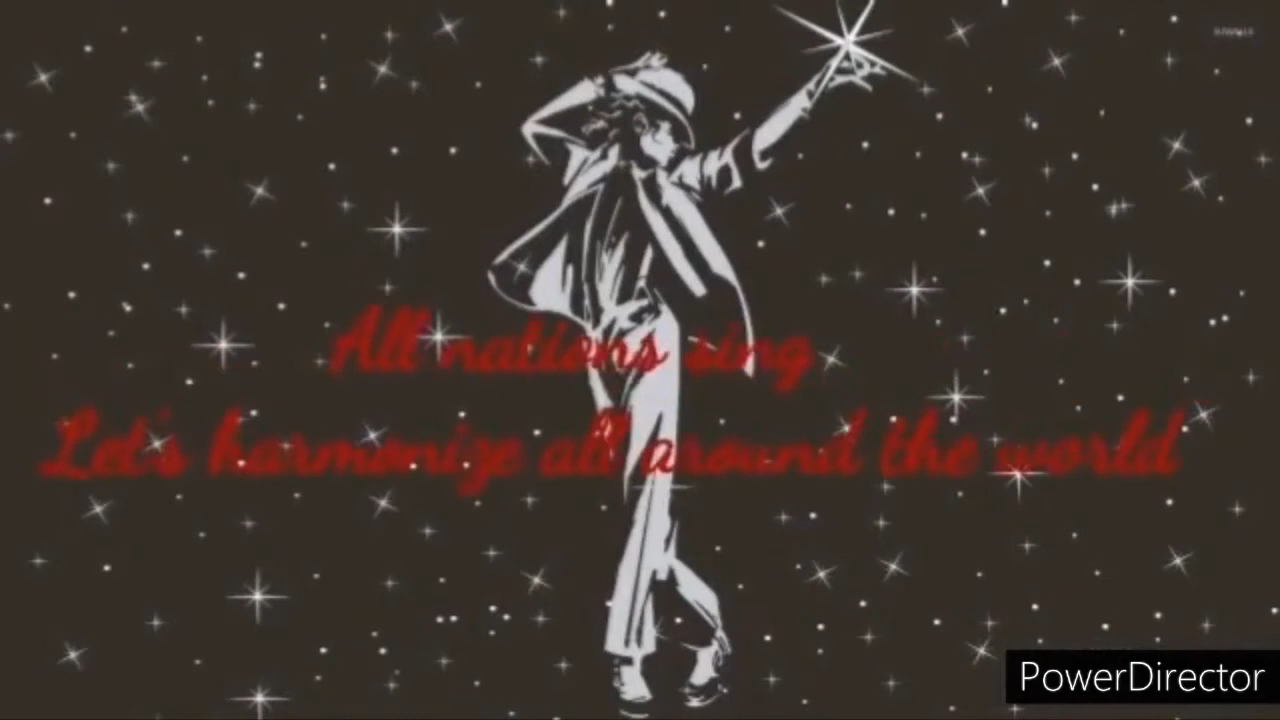 All nations sing
Let's harmonize all around the world
PowerDirector